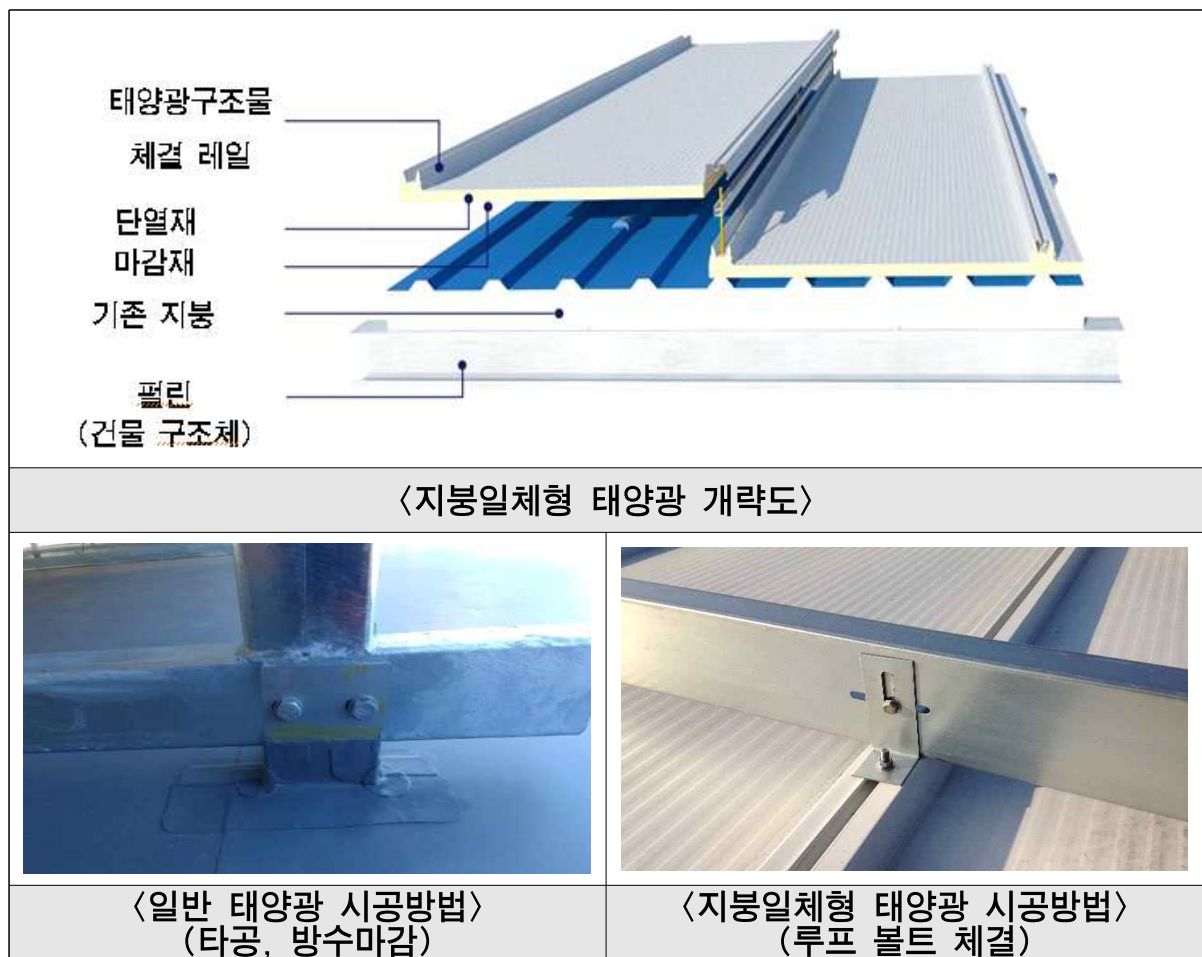 태양광구조물
체결 레일
단열재
마감재
기존 지붕
펄린
(건물 구조체)
〈지붕일체형 태양광 개략도〉
〈일반 태양광 시공방법〉
(타공, 방수마감)
〈지붕일체형 태양광 시공방법〉
(루프 볼트 체결)